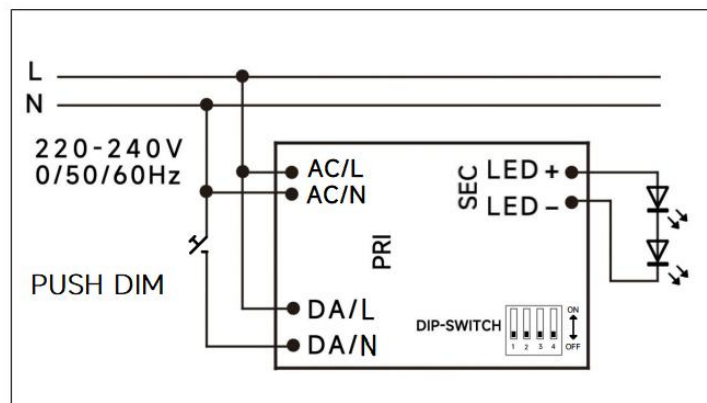 L
N
220-240V
0/50/60Hz
PUSH DIM
AC/L
AC/N
PRI
DA/L
DA/N
SEC
LED +
LED −
DIP-SWITCH
ON
OFF
1 2 3 4